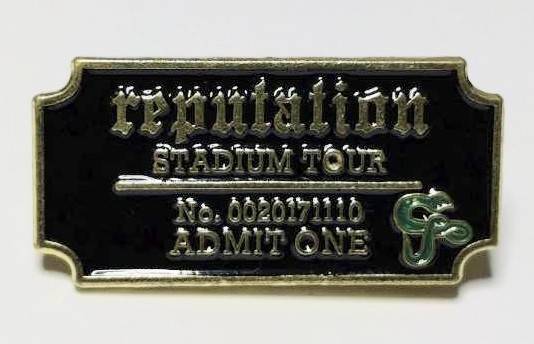 reputation
STADIUM TOUR
No. 0020171110
ADMIT ONE